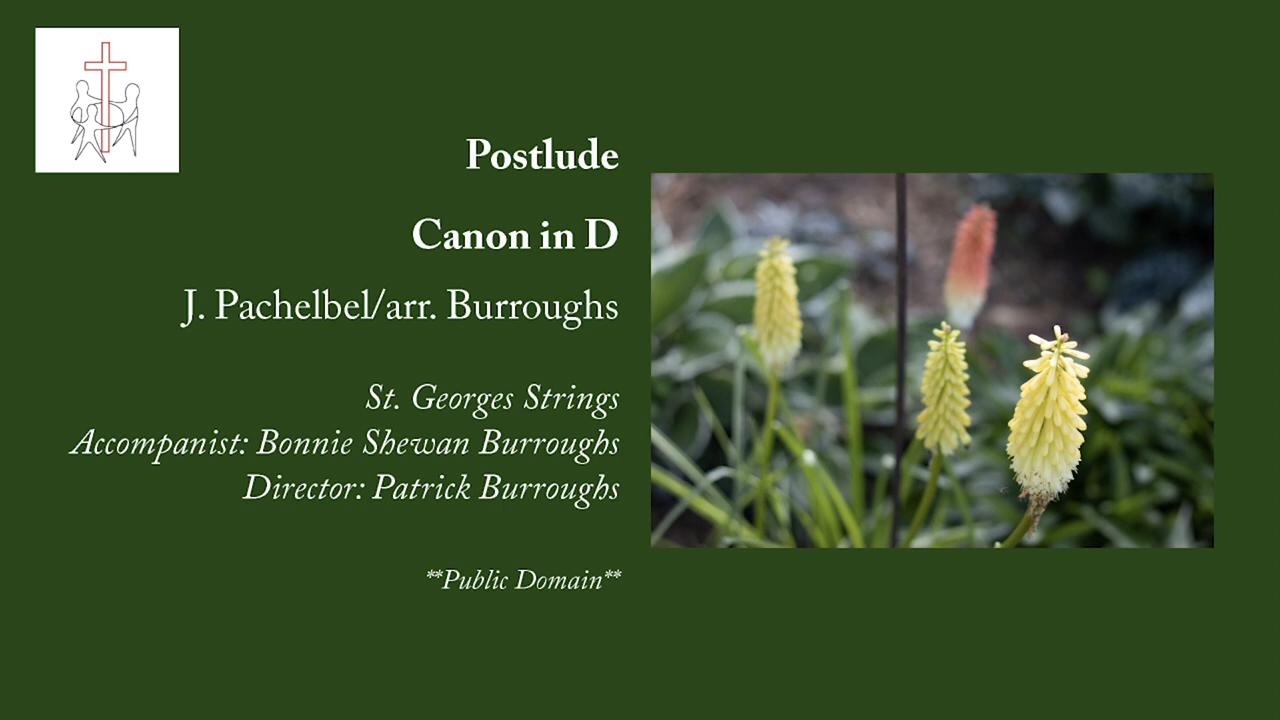 Postlude
Canon in D
J. Pachelbel/arr. Burroughs
St. Georges Strings
Accompanist: Bonnie Shewan Burroughs
Director: Patrick Burroughs
**Public Domain**